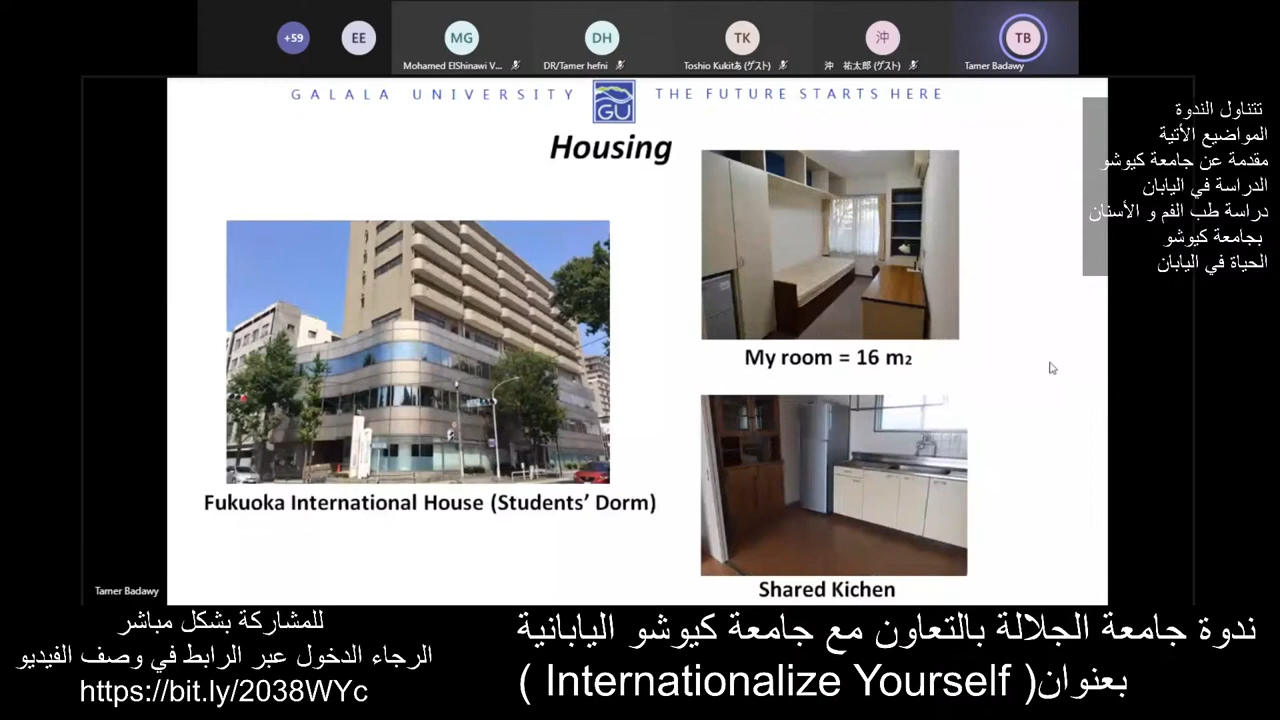 +59
EE
MG
DH
TK
沖
TB
Mohamed ElShinawi V...
DR/Tamer hefni
Toshio Kukitあ (ゲスト)
沖 祐太郎 (ゲスト)
Tamer Badawy
GALALA UNIVERSITY
GU
THE FUTURE STARTS HERE
Housing
My room = 16 m2
Fukuoka International House (Students’ Dorm)
Shared Kichen
تتناول الندوة
المواضيع الأتية
مقدمة عن جامعة كيوشو
الدراسة في اليابان
دراسة طب الفم و الأسنان
بجامعة كيوشو
الحياة في اليابان
Tamer Badawy
للمشاركة بشكل مباشر
الرجاء الدخول عبر الرابط في وصف الفيديو
https://bit.ly/2038WYc
ندوة جامعة الجلالة بالتعاون مع جامعة كيوشو اليابانية
بعنوان( Internationalize Yourself )